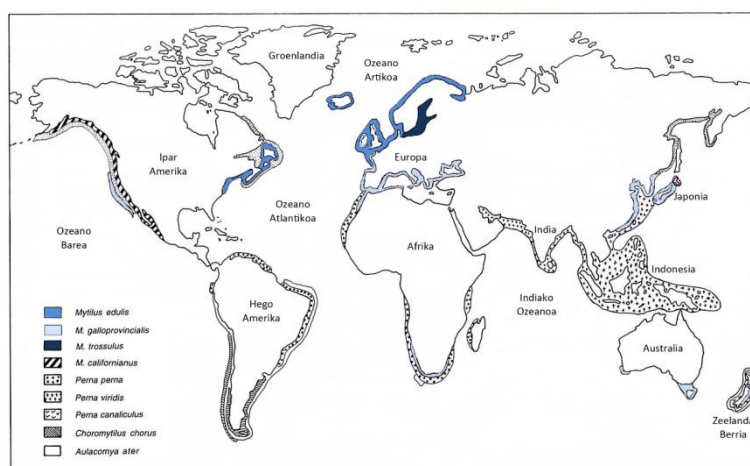 Groenlandia
Ozeano
Artikoa
Ipar
Amerika
Europa
Ozeano
Atlantikoa
Japonia
Ozeano
Barea
Afrika
India
Indonesia
Hego
Amerika
Indiako
Ozeanoa
Australia
Zeelanda
Berria
Mytilus edulis
M. galloprovincialis
M. trossulus
M. californianus
Perna perna
Perna viridis
Perna canaliculus
Choromytilus chorus
Aulacomya ater